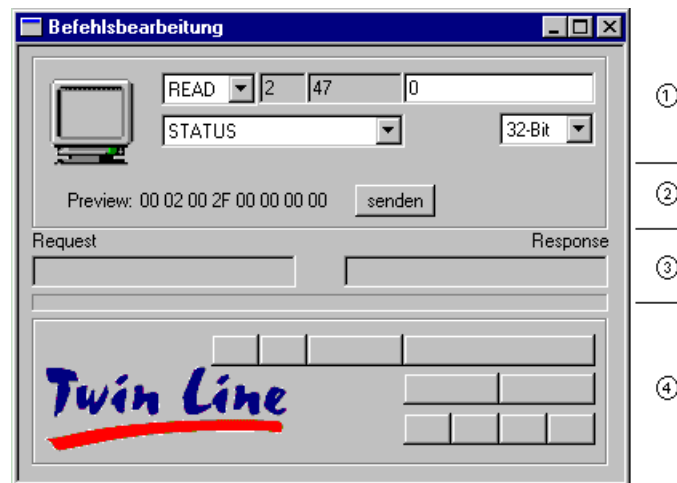 Befehlsbearbeitung
READ 2 47 0
①
STATUS 32-Bit
Preview: 00 02 00 2F 00 00 00 00 senden
②
Request Response
③
Twin Line
④